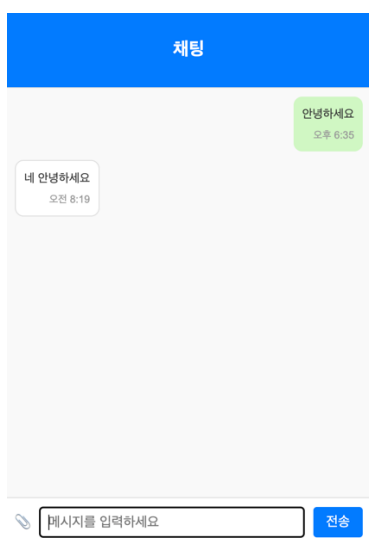 채팅
안녕하세요
오후 6:35
네 안녕하세요
오전 8:19
메시지를 입력하세요
전송